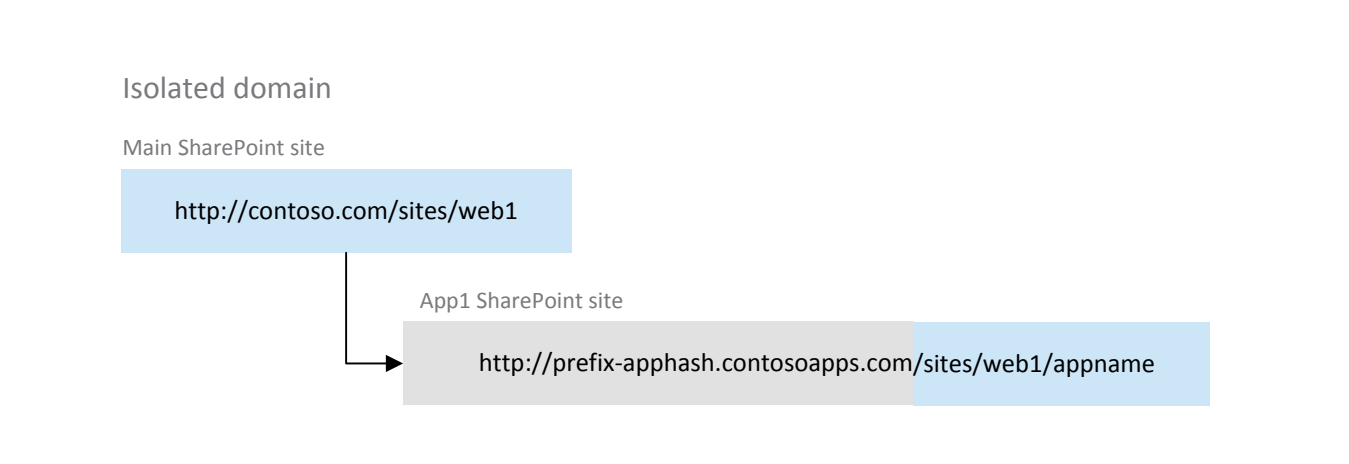 Isolated domain
Main SharePoint site
http://contoso.com/sites/web1
App1 SharePoint site
http://prefix-apphash.contosoapps.com/sites/web1/appname